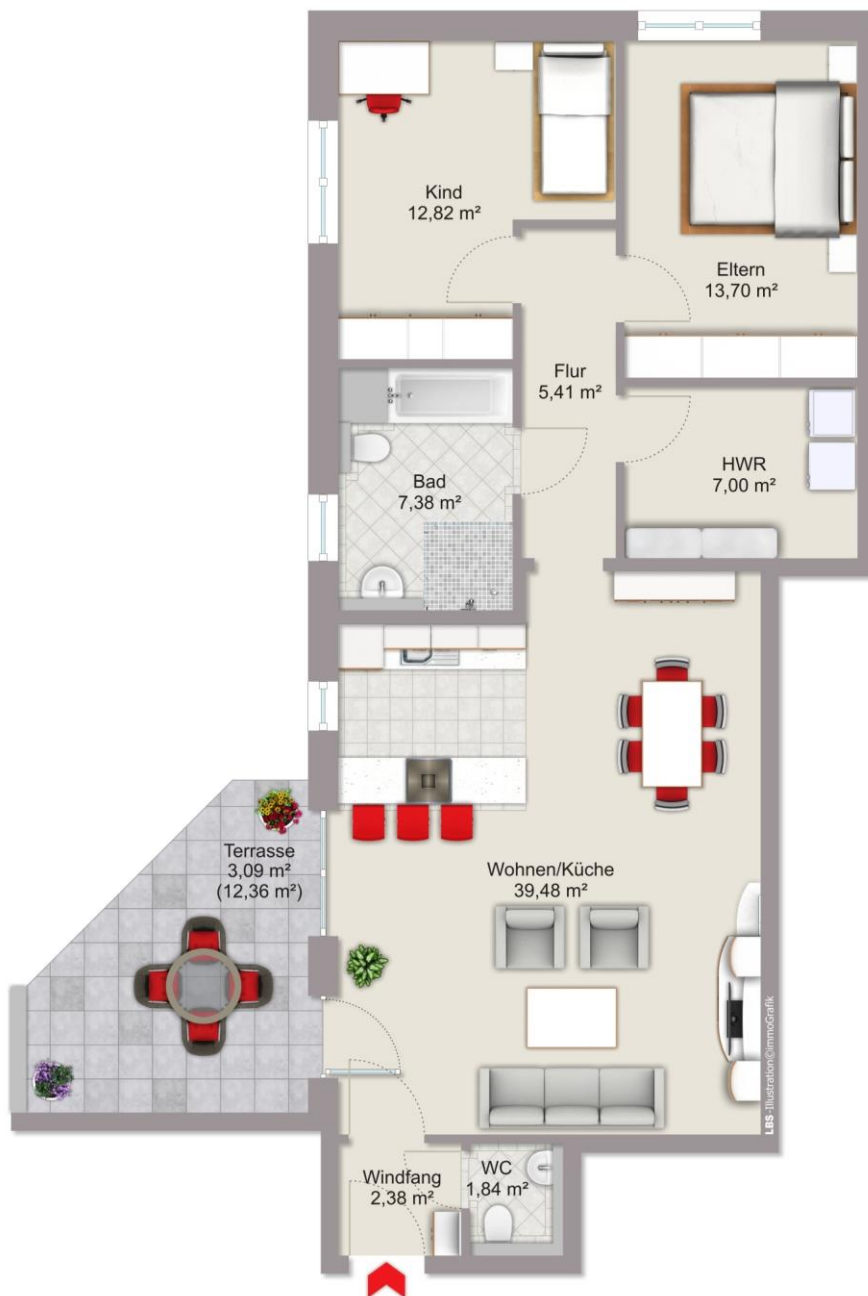 Kind
12,82 m²
Eltern
13,70 m²
Flur
5,41 m²
Bad
7,38 m²
HWR
7,00 m²
Terrasse
3,09 m²
(12,36 m²)
Wohnen/Küche
39,48 m²
LBS-Illustration©immoGrafik
Windfang
2,38 m²
WC
1,84 m²